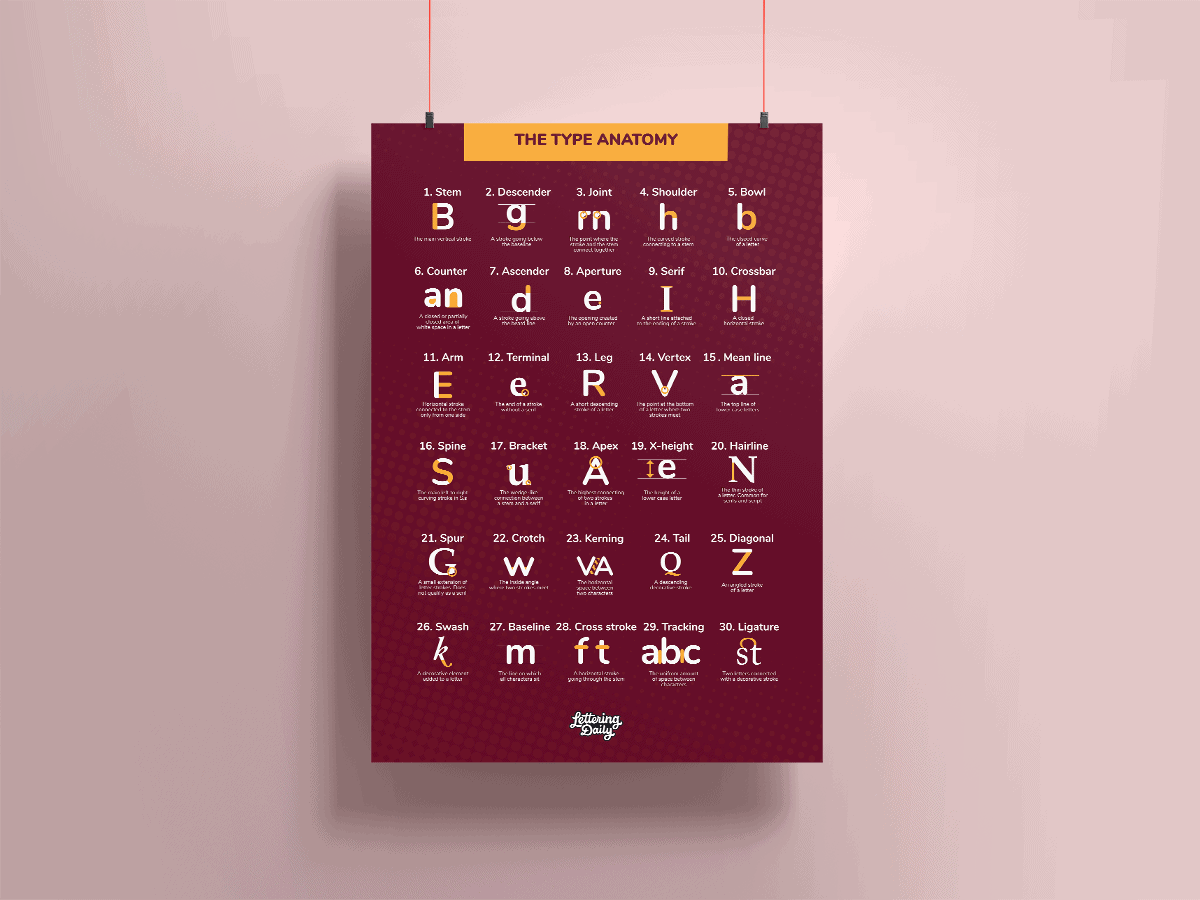 THE TYPE ANATOMY
1. Stem
B
The main vertical stroke
2. Descender
g
A stroke going below
the baseline
3. Joint
rn
The point where the
stroke and the stem
connect together
4. Shoulder
h
The curved stroke
connecting to a stem
5. Bowl
b
The closed curve
of a letter
6. Counter
an
A closed or partially
closed area of
white space in a letter
7. Ascender
d
A stroke going above
the beard line
8. Aperture
e
The opening created
by an open counter
9. Serif
I
A short line attached
to the ending of a stroke
10. Crossbar
H
A closed
horizontal stroke
11. Arm
E
Horizontal stroke
connected to the stem
only from one side
12. Terminal
e
The end of a stroke
without a serif
13. Leg
R
A short descending
stroke of a letter
14. Vertex
V
The point at the bottom
of a letter where two
strokes meet
15. Mean line
a
The top line of
lower case letters
16. Spine
S
The main left to right
curving stroke in S,s
17. Bracket
u
The wedge-like
connection between
a stem and a serif
18. Apex
A
The highest connecting
of two strokes
in a letter
19. X-height
e
The height of a
lower case letter
20. Hairline
N
The thin stroke of
a letter. Common for
serifs and script
21. Spur
G
A small extension of
letter strokes. Does
not qualify as a serif
22. Crotch
w
The inside angle
where two strokes meet
23. Kerning
VA
The horizontal
space between
two characters
24. Tail
Q
A descending
decorative stroke
25. Diagonal
Z
An angled stroke
of a letter
26. Swash
k
A decorative element
added to a letter
27. Baseline
m
The line on which
all characters sit
28. Cross stroke
f t
A horizontal stroke
going through the stem
29. Tracking
abc
The uniform amount
of space between
characters
30. Ligature
st
Two letters connected
with a decorative stroke
Lettering
Daily